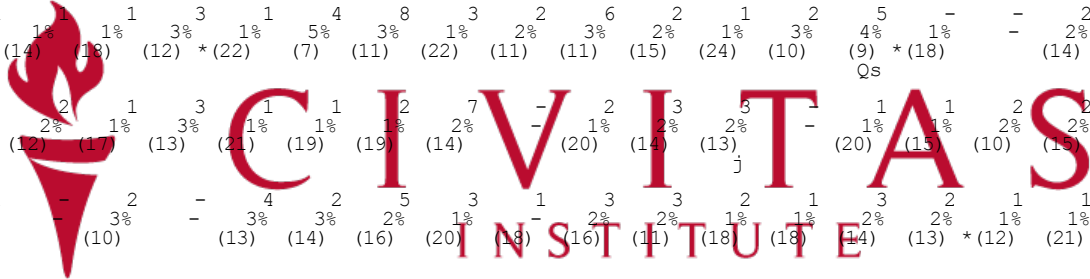 1 1 3 1 4 8 3 2 6 2 1 2 5 - - 2
1% 1% 3% 1% 5% 3% 1% 2% 3% 2% 1% 3% 4% 1% - 2%
(14) (18) (12) *(22) (7) (11) (22) (11) (11) (15) (24) (10) (9) *(18) (14)
Qs
2 1 3 1 1 2 7 - 2 3 3 - 1 1 2 2
2% 1% 3% 1% 1% 1% 2% - 1% 2% 2% - 1% 1% 2% 2%
(12) (17) (13) (21) (19) (19) (14) (20) (14) (13) (20) (15) (10) (15)
j
CIVITAS
- 2 - 4 2 5 3 1 3 3 2 1 3 2 1 1
- 3% - 3% 3% 2% 1% - 2% 2% 1% 1% 2% 2% 1% 1%
(10) (13) (14) (16) (20) (18) (16) (11) (18) (18) (14) (13) *(12) (21)
INSTITUTE